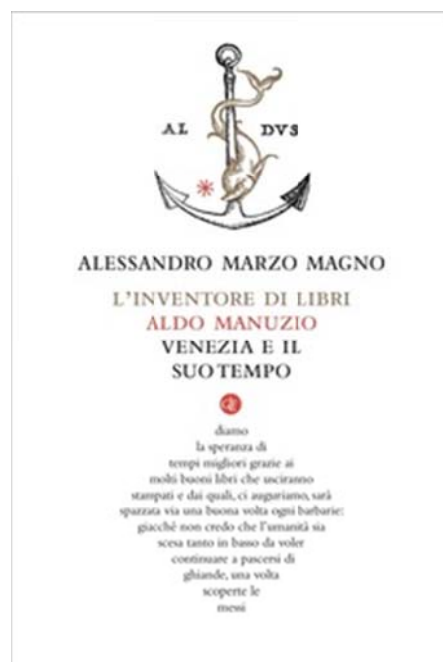 AL DVS
ALESSANDRO MARZO MAGNO
L'INVENTORE DI LIBRI
ALDO MANUZIO
VENEZIA E IL
SUO TEMPO
diamo
la speranza di
tempi migliori grazie ai
molti buoni libri che usciranno
stampati e dai quali, ci auguriamo, sarà
spazzata via una buona volta ogni barbarie:
giacché non credo che l'umanità sia
scesa tanto in basso da voler
continuare a pascersi di
ghiande, una volta
scoperte le
messi